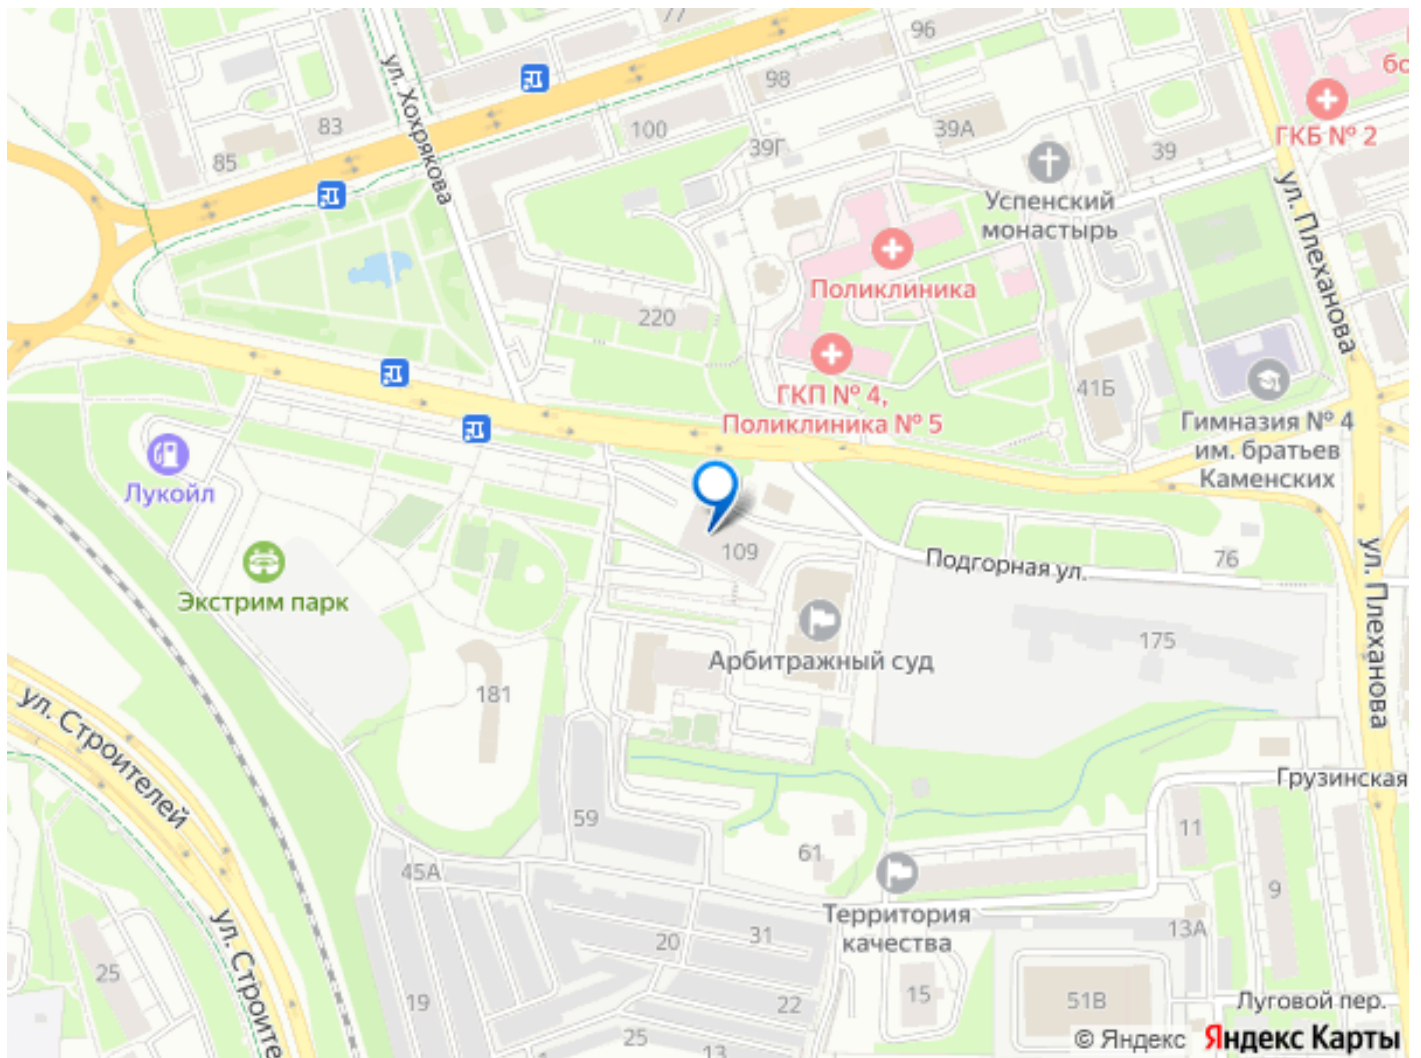 77
96
ул. Хохрякова
98
бо
83
100
39А
ГКБ № 2
85
39Г
39
Успенский
монастырь
ул. Плеханова
Поликлиника
220
ГКП № 4,
Поликлиника № 5
41Б
Гимназия № 4
им. братьев
Каменских
Лукойл
109
Подгорная ул.
76
Экстрим парк
ул. Плеханова
Арбитражный суд
175
181
ул. Строителей
Грузинская
59
11
61
45А
9
Территория
качества
ул. Строите
20
31
13А
25
19
22
15
51В
Луговой пер.
25
13
© Яндекс Яндекс Карты